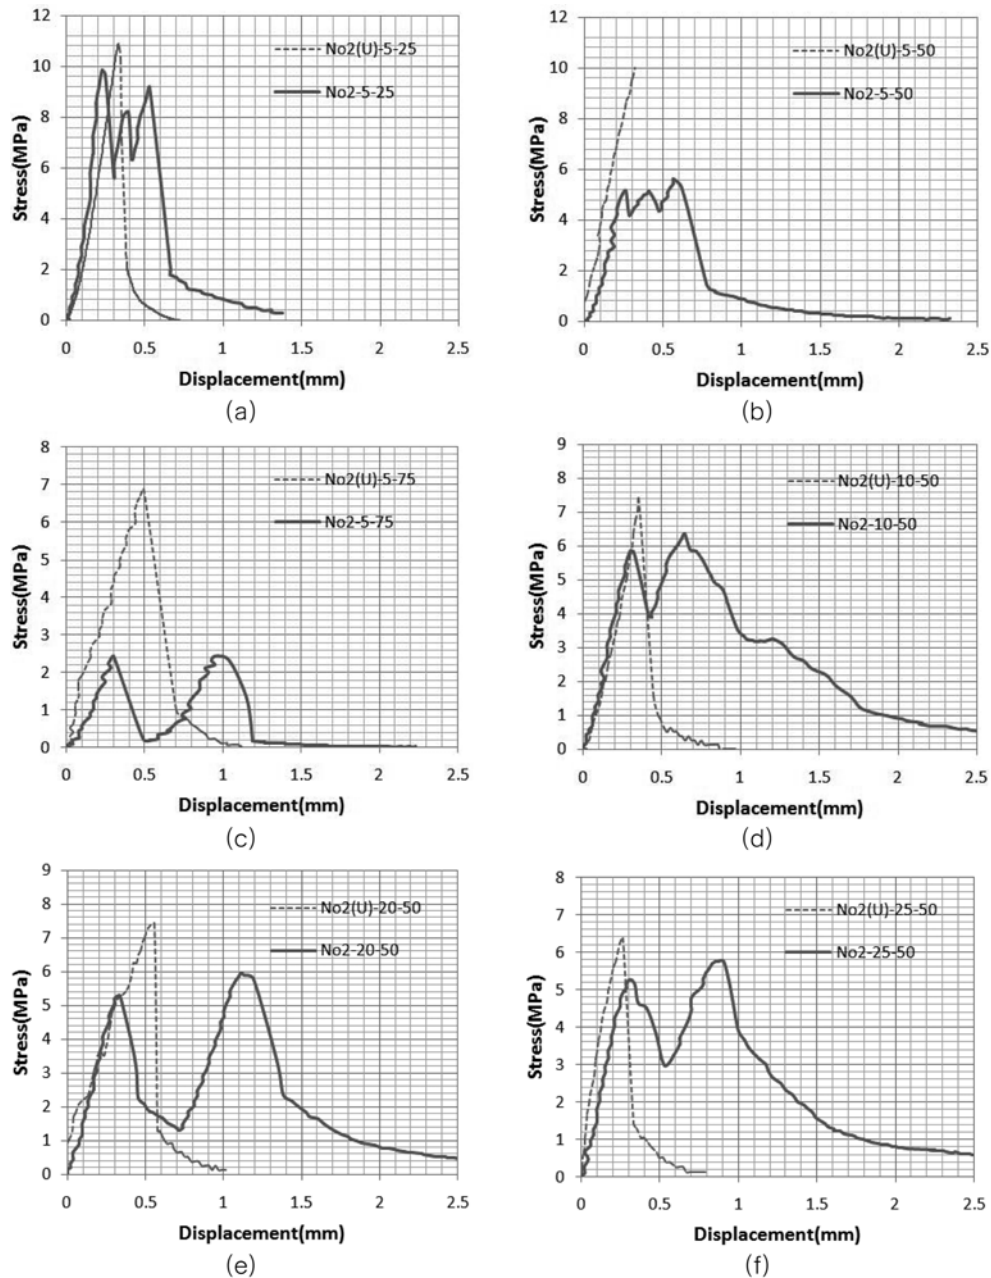 12
10
8
6
4
2
0
Stress(MPa)
No2(U)-5-25
No2-5-25
0 0.5 1 1.5 2 2.5
Displacement(mm)
(a)
12
10
8
6
4
2
0
Stress(MPa)
No2(U)-5-50
No2-5-50
0 0.5 1 1.5 2 2.5
Displacement(mm)
(b)
8
7
6
5
4
3
2
1
0
Stress(MPa)
No2(U)-5-75
No2-5-75
0 0.5 1 1.5 2 2.5
Displacement(mm)
(c)
9
8
7
6
5
4
3
2
1
0
Stress(MPa)
No2(U)-10-50
No2-10-50
0 0.5 1 1.5 2 2.5
Displacement(mm)
(d)
9
8
7
6
5
4
3
2
1
0
Stress(MPa)
No2(U)-20-50
No2-20-50
0 0.5 1 1.5 2 2.5
Displacement(mm)
(e)
8
7
6
5
4
3
2
1
0
Stress(MPa)
No2(U)-25-50
No2-25-50
0 0.5 1 1.5 2 2.5
Displacement(mm)
(f)